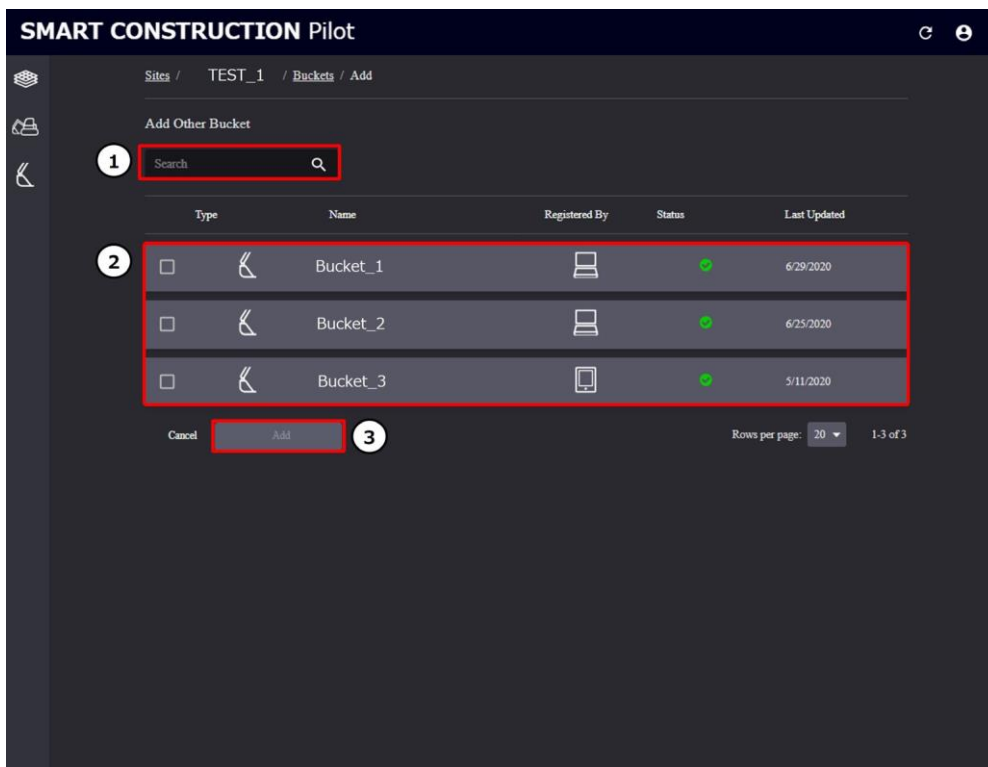 SMART CONSTRUCTION Pilot
Sites / TEST_1 / Buckets / Add
Add Other Bucket
1 Search
Type Name Registered By Status Last Updated
2 Bucket_1 6/29/2020
Bucket_2 6/25/2020
Bucket_3 5/11/2020
Cancel Add 3 Rows per page: 20 1-3 of 3